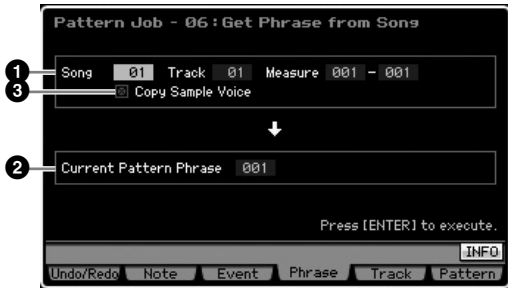 Pattern Job - 06:Get Phrase from Song
1 Song 01 Track 01 Measure 001 - 001
3 Copy Sample Voice
2 Current Pattern Phrase 001
Press [ENTER] to execute.
INFO
Undo/Redo Note Event Phrase Track Pattern